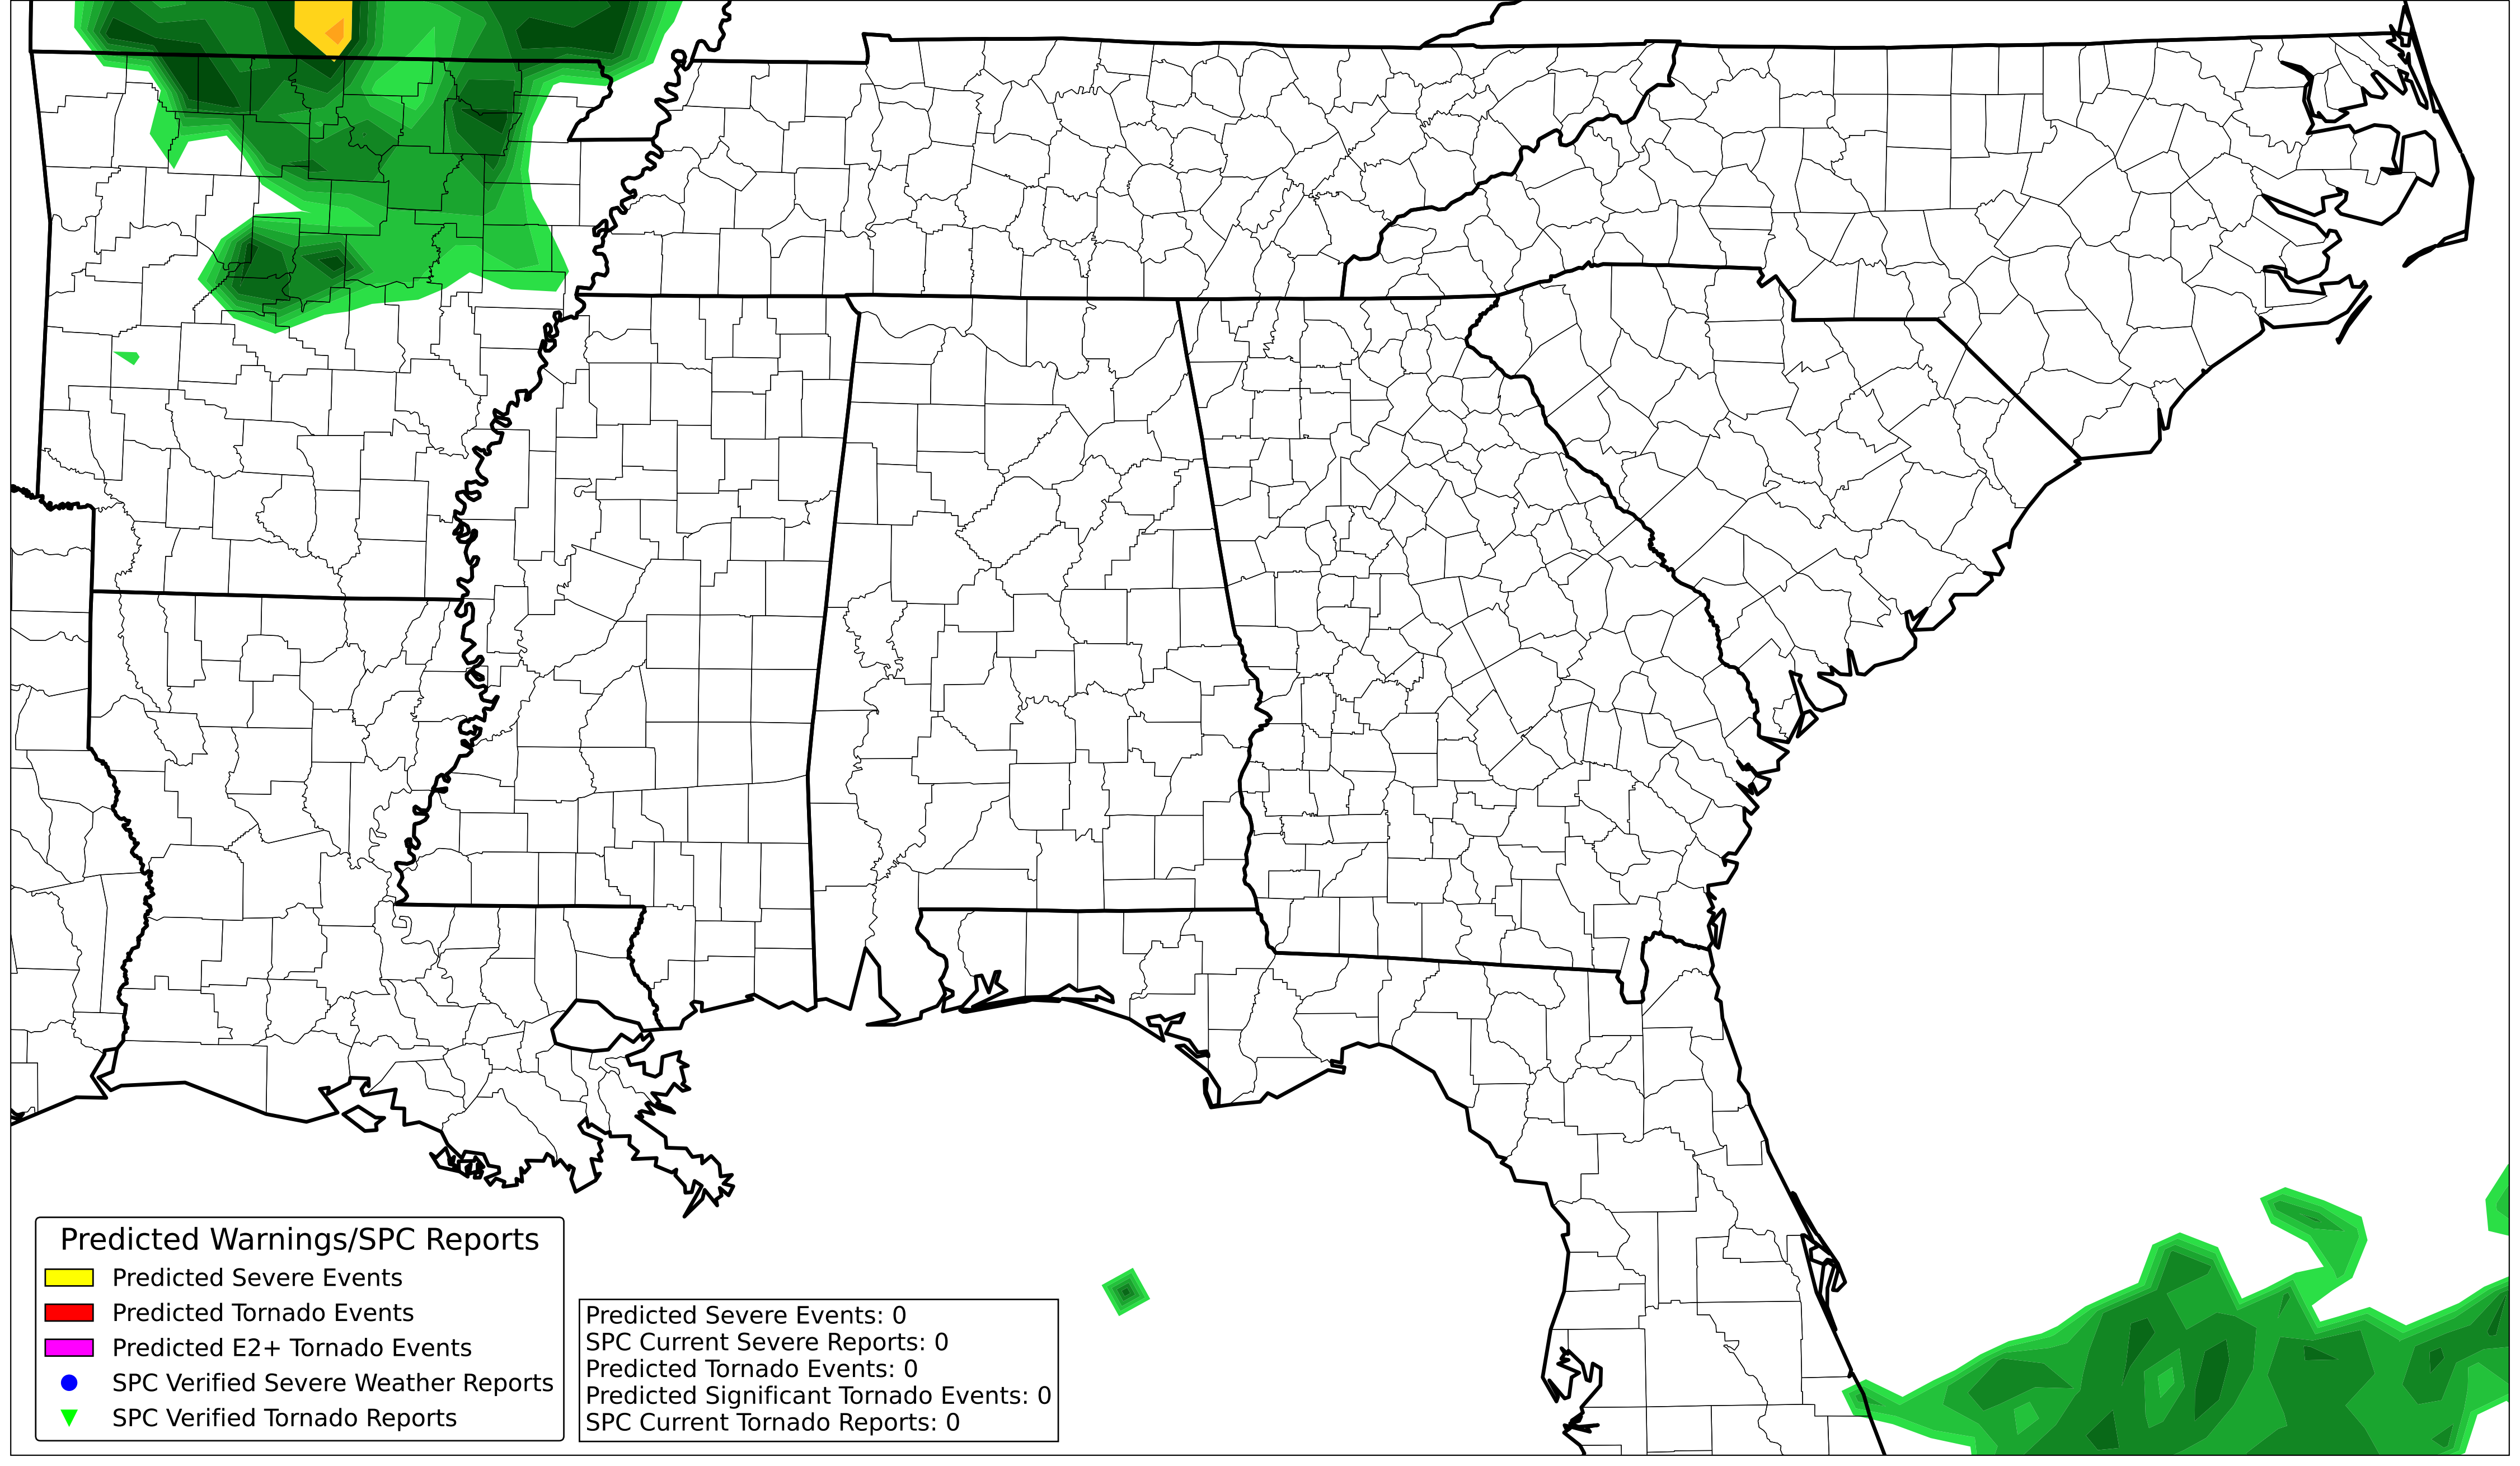 Predicted Warnings/SPC Reports
Predicted Severe Events
Predicted Tornado Events
Predicted E2+ Tornado Events
SPC Verified Severe Weather Reports
SPC Verified Tornado Reports
Predicted Severe Events: 0
SPC Current Severe Reports: 0
Predicted Tornado Events: 0
Predicted Significant Tornado Events: 0
SPC Current Tornado Reports: 0